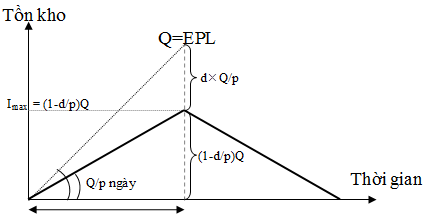 Tồn kho
Q=EPL
d×Q/p
Imax = (1-d/p)Q
(1-d/p)Q
Q/p ngày
Thời gian